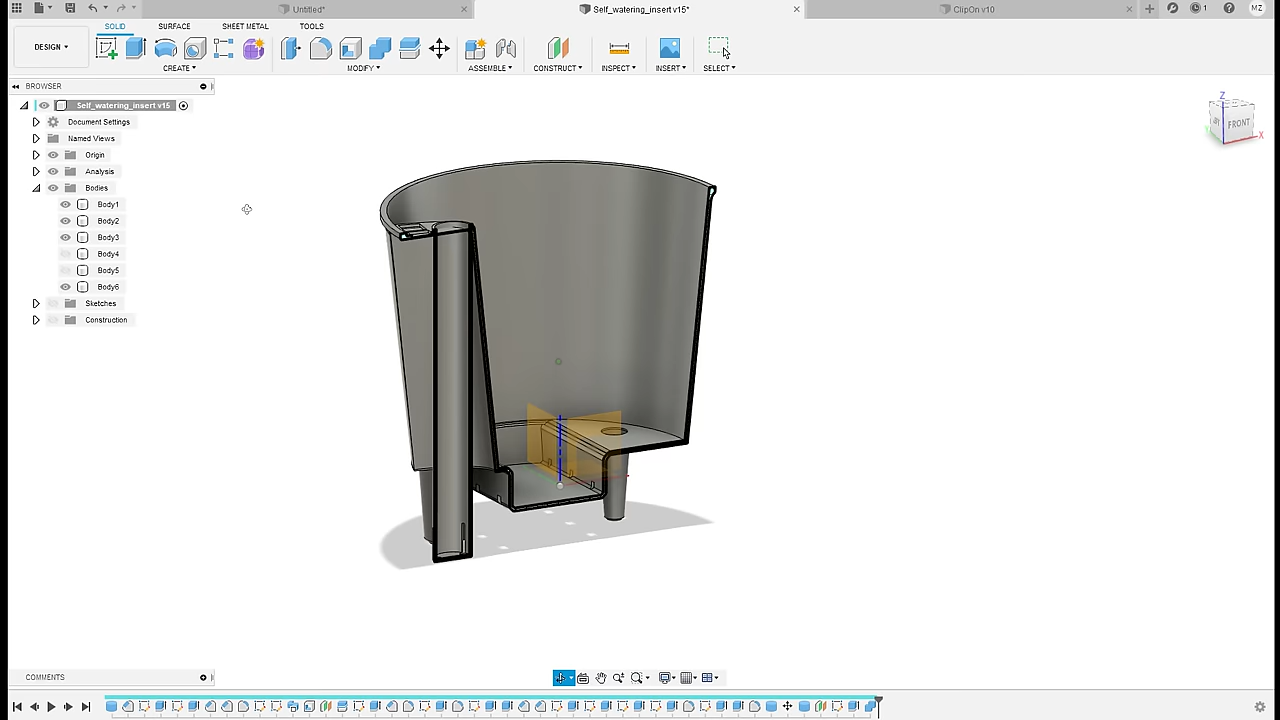 Untitled*
Self_watering_insert v15*
ClipOn v10
1
MZ
SOLID
SURFACE
SHEET METAL
TOOLS
DESIGN
CREATE
MODIFY
ASSEMBLE
CONSTRUCT
INSPECT
INSERT
SELECT
BROWSER
Self_watering_insert v15
Document Settings
Named Views
Origin
Analysis
Bodies
Body1
Body2
Body3
Body4
Body5
Body6
Sketches
Construction
Z
FRONT
X
COMMENTS